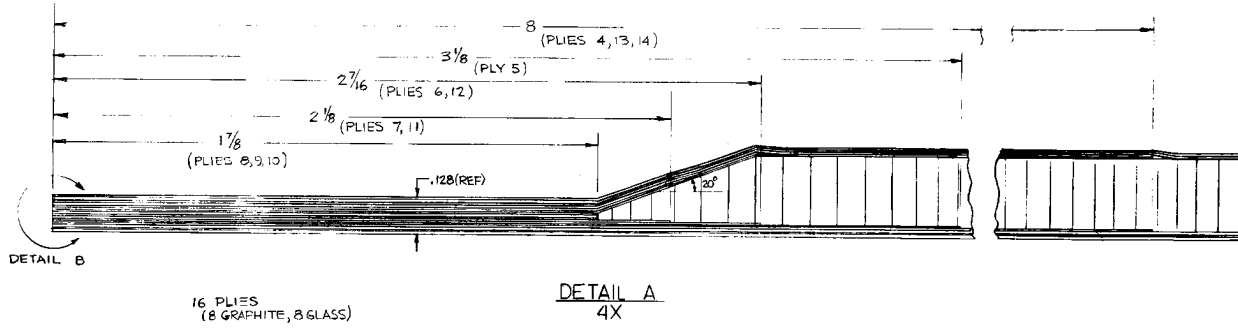 8
(PLIES 4,13,14)
3 1/8
(PLY 5)
2 7/16
(PLIES 6,12)
2 1/8
(PLIES 7,11)
1 7/8
(PLIES 8,9,10)
.128(REF)
20°
DETAIL B
16 PLIES
(8 GRAPHITE, 8 GLASS)
DETAIL A
4X